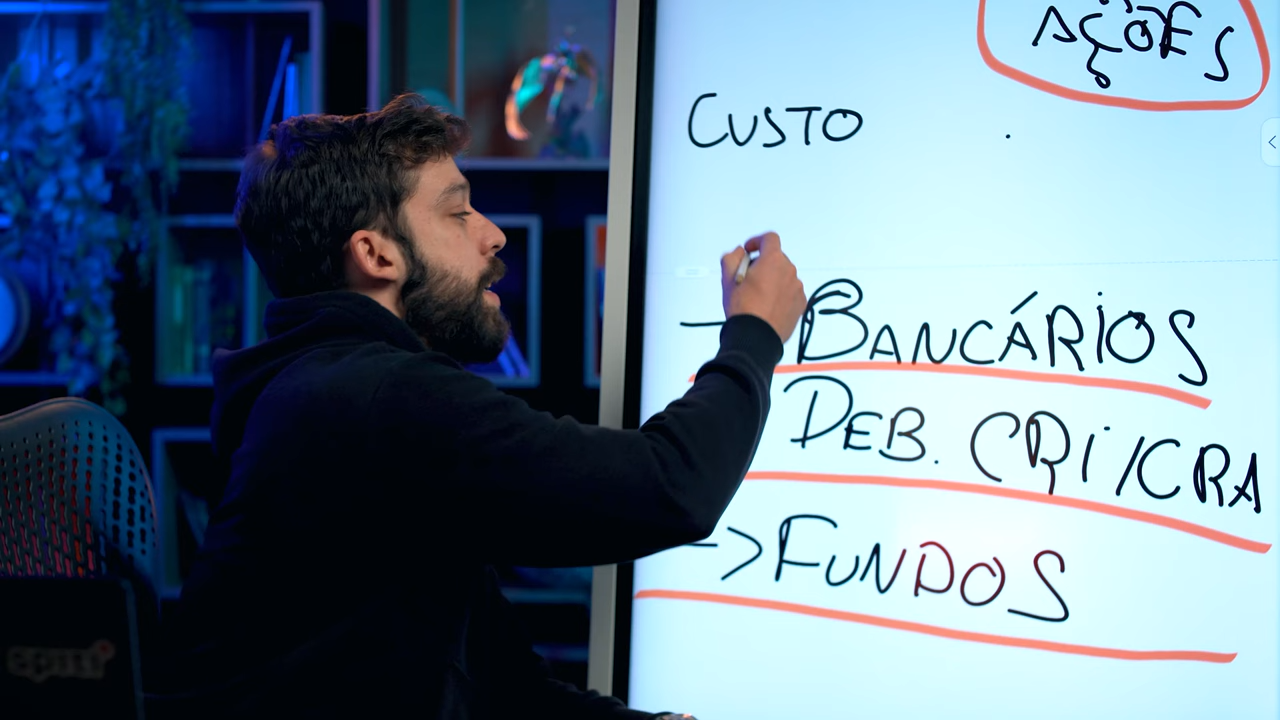 AÇÕES
CUSTO
→ BANCÁRIOS
DEB. CRI/CRA
-> FUNDOS